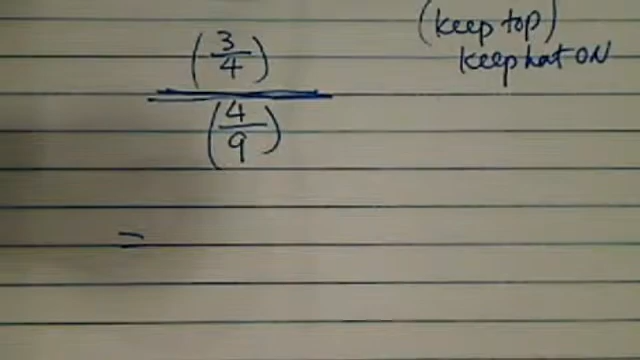 (keep top)
keep hat ON
(3/4)
(4/9)
=